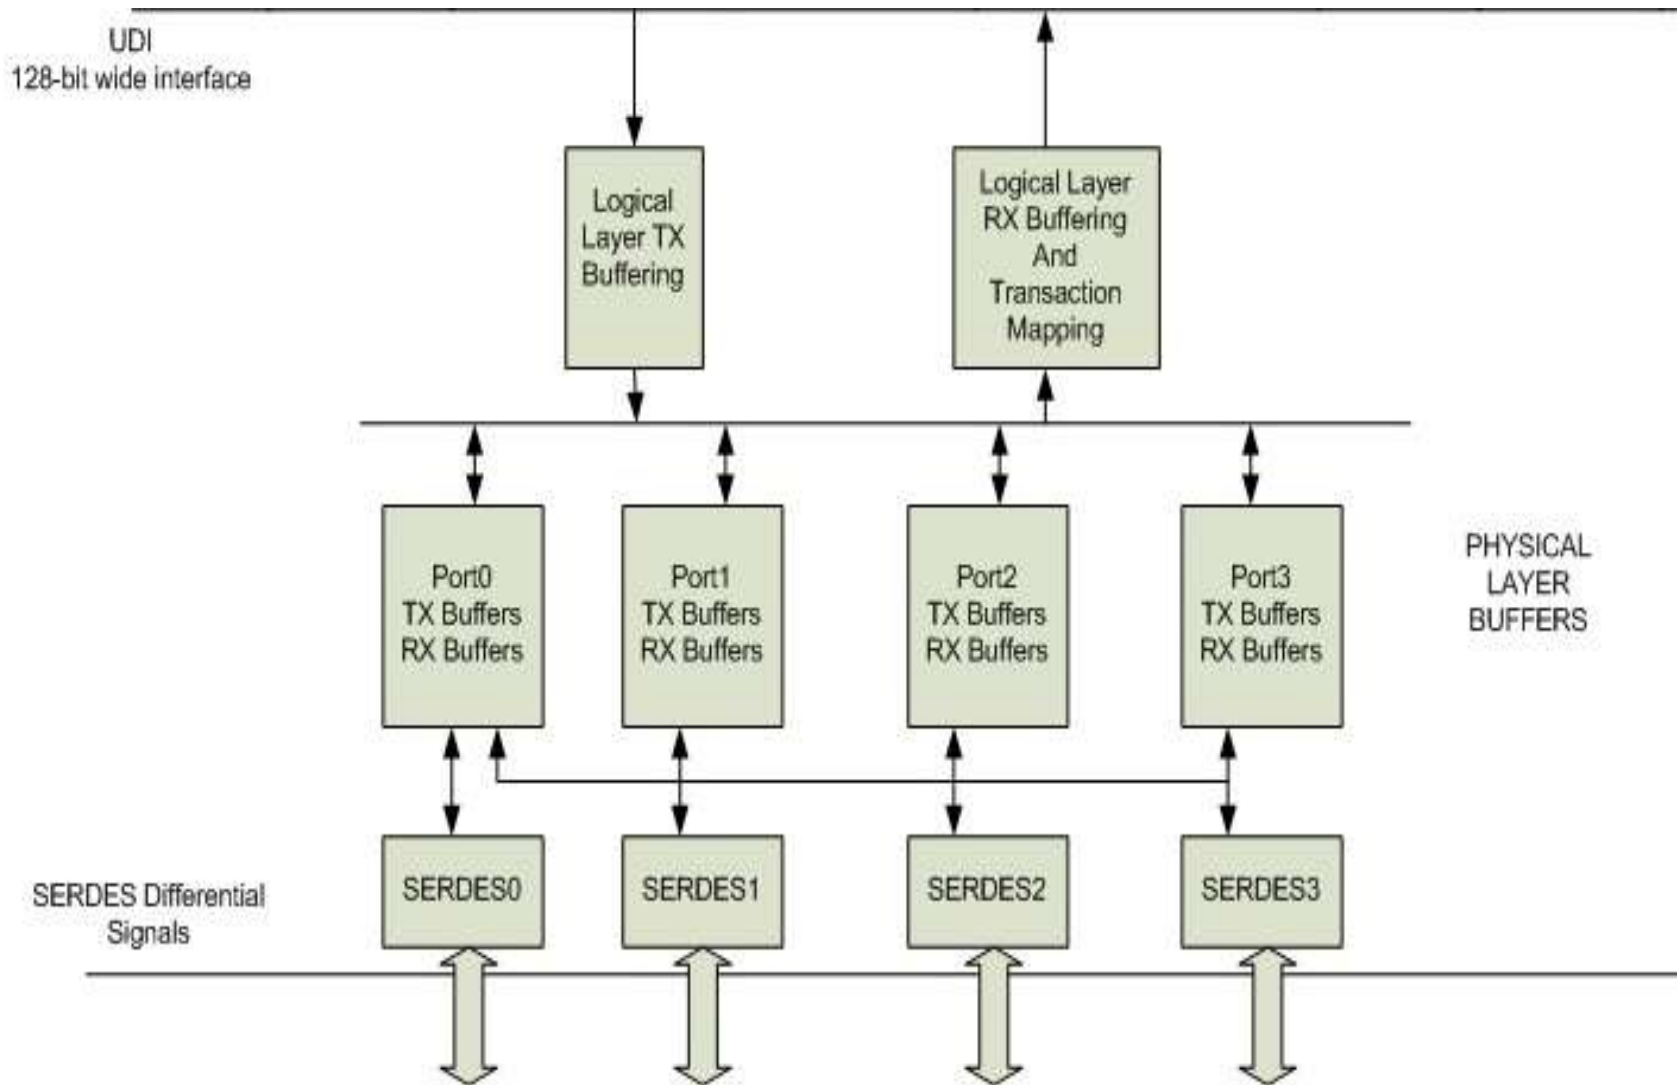 UDI
128-bit wide interface
Logical
Layer TX
Buffering
Logical Layer
RX Buffering
And
Transaction
Mapping
Port0
TX Buffers
RX Buffers
Port1
TX Buffers
RX Buffers
Port2
TX Buffers
RX Buffers
Port3
TX Buffers
RX Buffers
PHYSICAL
LAYER
BUFFERS
SERDES Differential
Signals
SERDES0
SERDES1
SERDES2
SERDES3